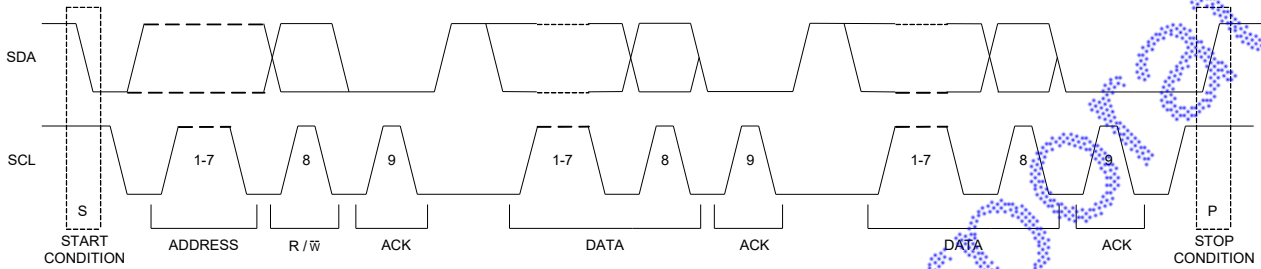 SDA
SCL
1-7
8
9
1-7
8
9
1-7
8
9
S
P
START
CONDITION
ADDRESS
R / w̅
ACK
DATA
ACK
DATA
ACK
STOP
CONDITION